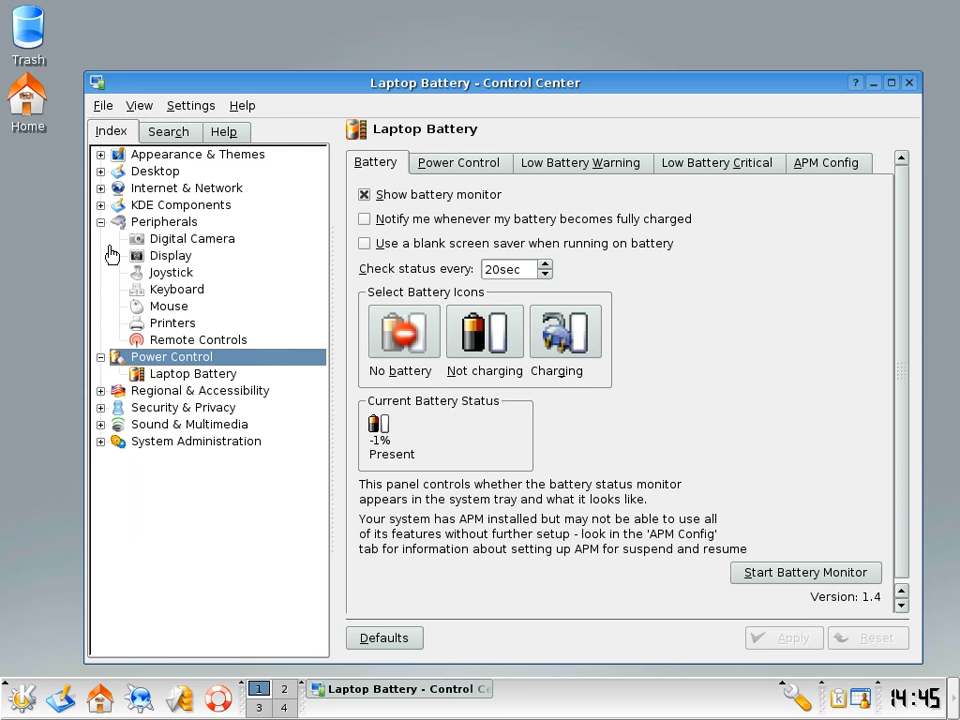 Trash
Home
Laptop Battery - Control Center
File View Settings Help
Index Search Help
Appearance & Themes
Desktop
Internet & Network
KDE Components
Peripherals
Digital Camera
Display
Joystick
Keyboard
Mouse
Printers
Remote Controls
Power Control
Laptop Battery
Regional & Accessibility
Security & Privacy
Sound & Multimedia
System Administration
Laptop Battery
Battery Power Control Low Battery Warning Low Battery Critical APM Config
Show battery monitor
Notify me whenever my battery becomes fully charged
Use a blank screen saver when running on battery
Check status every: 20sec
Select Battery Icons
No battery Not charging Charging
Current Battery Status
-1%
Present
This panel controls whether the battery status monitor
appears in the system tray and what it looks like.
Your system has APM installed but may not be able to use all
of its features without further setup - look in the 'APM Config'
tab for information about setting up APM for suspend and resume
Start Battery Monitor
Version: 1.4
Defaults Apply Reset
1 2
3 4
Laptop Battery - Control Ce
14:45